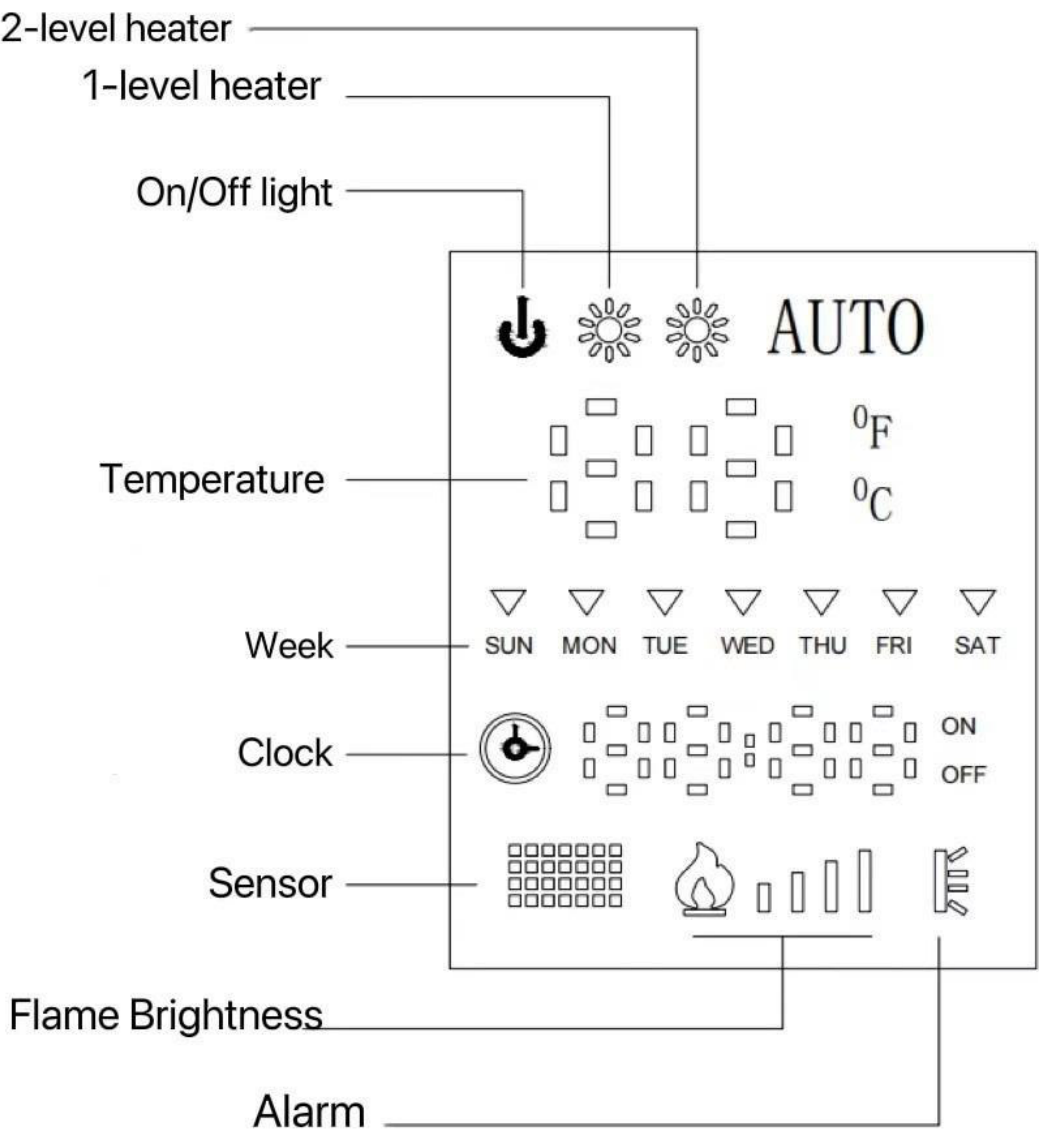 2-level heater
1-level heater
On/Off light
AUTO
⁰F
Temperature
⁰C
Week
SUN MON TUE WED THU FRI SAT
ON
Clock
OFF
Sensor
Flame Brightness
Alarm